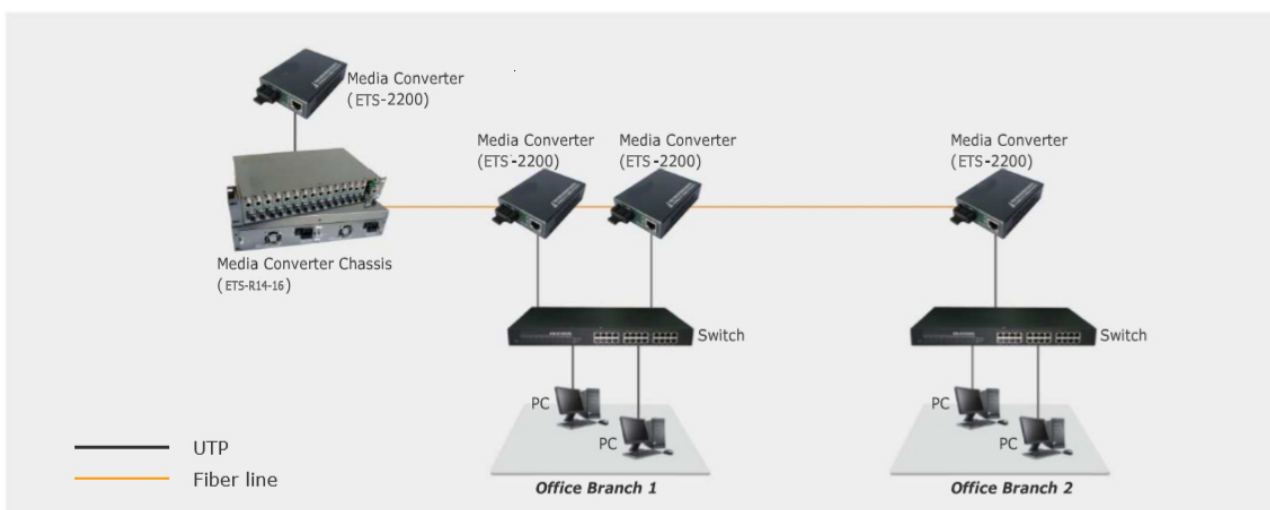 Media Converter
(ETS-2200)
Media Converter
(ETS-2200)
Media Converter
(ETS-2200)
Media Converter
(ETS-2200)
Media Converter Chassis
(ETS-R14-16)
Switch
Switch
PC
PC
PC
PC
UTP
Fiber line
Office Branch 1
Office Branch 2